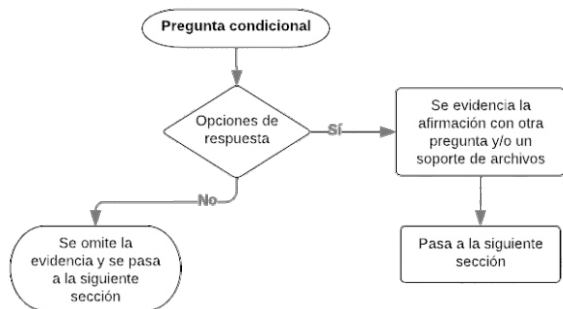 Pregunta condicional
Opciones de
respuesta
Sí
Se evidencia la
afirmación con otra
pregunta y/o un
soporte de archivos
No
Se omite la
evidencia y se pasa
a la siguiente
sección
Pasa a la siguiente
sección